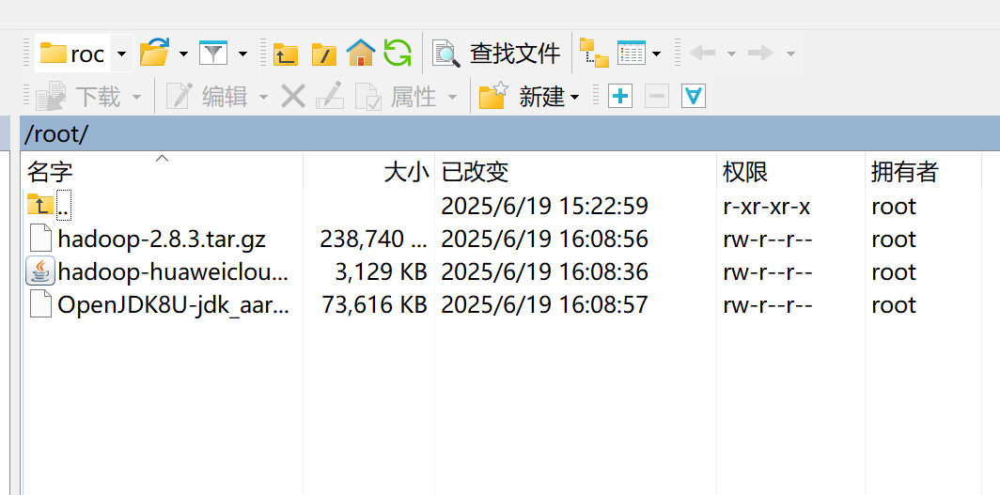 roc
查找文件
下载 编辑 属性 新建
/root/
名字 大小 已改变 权限 拥有者
.. 2025/6/19 15:22:59 r-xr-xr-x root
hadoop-2.8.3.tar.gz 238,740 ... 2025/6/19 16:08:56 rw-r--r-- root
hadoop-huaweiclou... 3,129 KB 2025/6/19 16:08:36 rw-r--r-- root
OpenJDK8U-jdk_aar... 73,616 KB 2025/6/19 16:08:57 rw-r--r-- root